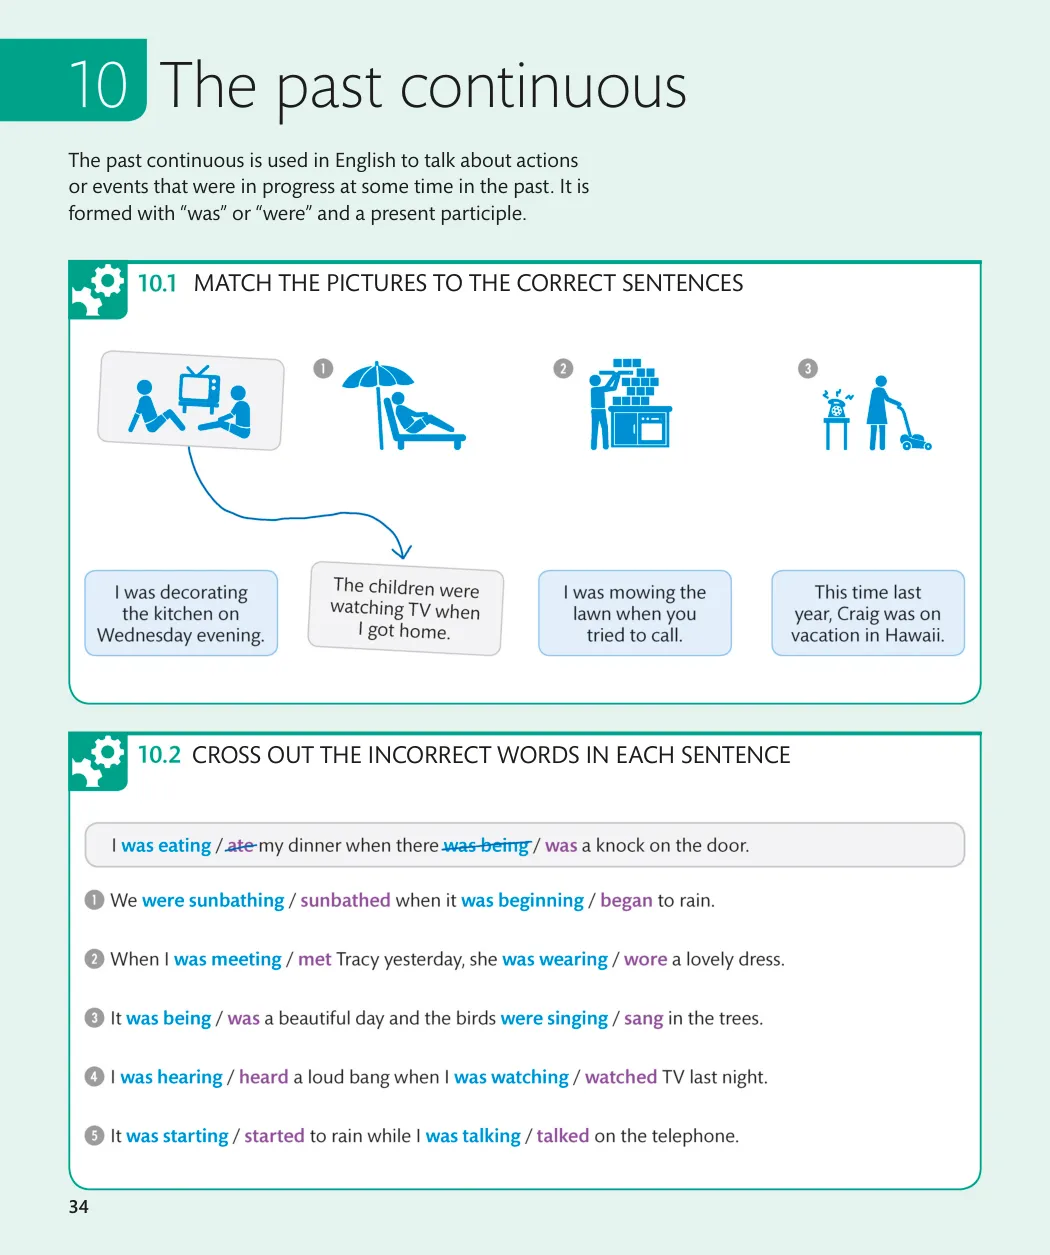 10 The past continuous
The past continuous is used in English to talk about actions
or events that were in progress at some time in the past. It is
formed with “was” or “were” and a present participle.
10.1 MATCH THE PICTURES TO THE CORRECT SENTENCES
1
2
3
I was decorating
the kitchen on
Wednesday evening.
The children were
watching TV when
I got home.
I was mowing the
lawn when you
tried to call.
This time last
year, Craig was on
vacation in Hawaii.
10.2 CROSS OUT THE INCORRECT WORDS IN EACH SENTENCE
I was eating / ate my dinner when there was being / was a knock on the door.
1 We were sunbathing / sunbathed when it was beginning / began to rain.
2 When I was meeting / met Tracy yesterday, she was wearing / wore a lovely dress.
3 It was being / was a beautiful day and the birds were singing / sang in the trees.
4 I was hearing / heard a loud bang when I was watching / watched TV last night.
5 It was starting / started to rain while I was talking / talked on the telephone.
34